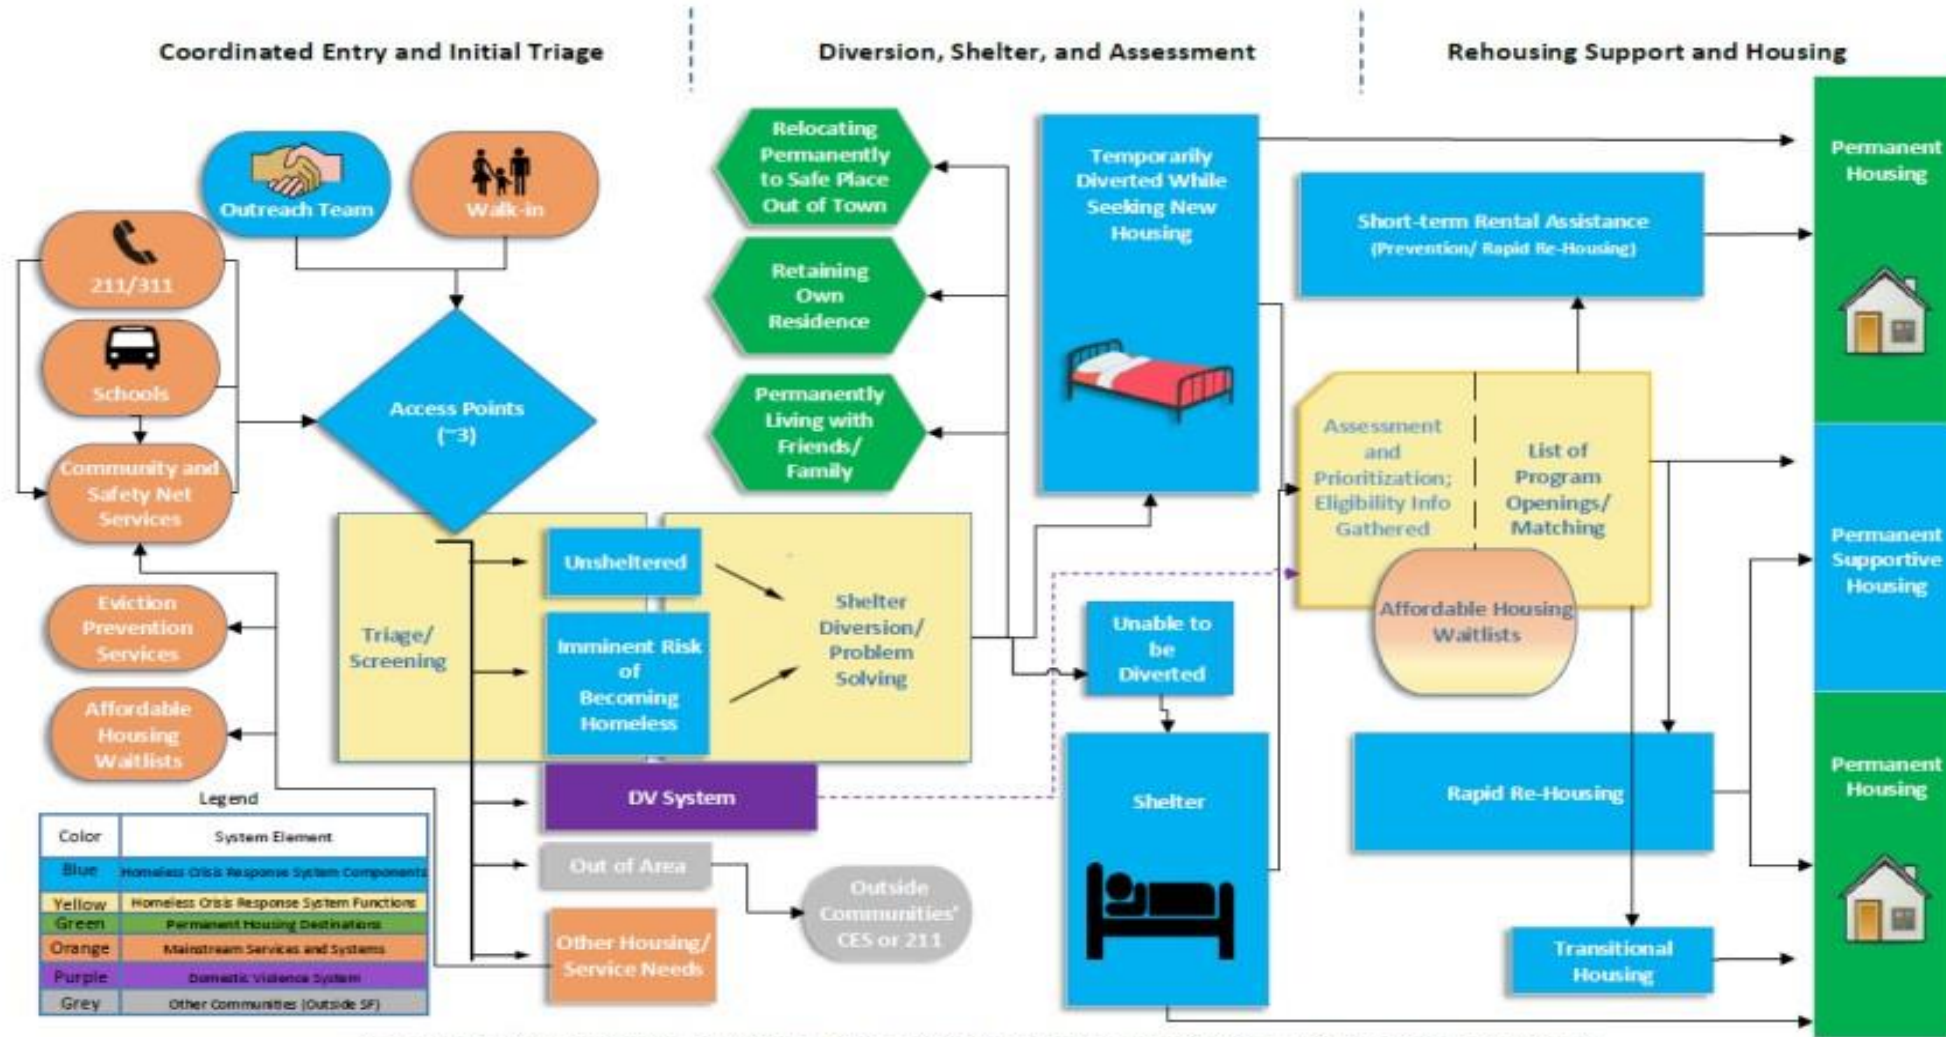 Coordinated Entry and Initial Triage
Diversion, Shelter, and Assessment
Rehousing Support and Housing
Outreach Team
Walk-in
211/311
Schools
Community and
Safety Net
Services
Eviction
Prevention
Services
Affordable
Housing
Waitlists
Access Points
(~3)
Triage/
Screening
Unsheltered
Imminent Risk
of
Becoming
Homeless
Shelter
Diversion/
Problem
Solving
DV System
Out of Area
Outside
Communities'
CES or 211
Other Housing/
Service Needs
Legend
Color
System Element
Blue
Homeless Crisis Response System Components
Yellow
Homeless Crisis Response System Functions
Green
Permanent Housing Destinations
Orange
Mainstream Services and Systems
Purple
Domestic Violence System
Grey
Other Communities (Outside SF)
Relocating
Permanently
to Safe Place
Out of Town
Retaining
Own
Residence
Permanently
Living with
Friends/
Family
Temporarily
Diverted While
Seeking New
Housing
Unable to
be
Diverted
Shelter
Short-term Rental Assistance
(Prevention/ Rapid Re-Housing)
Assessment
and
Prioritization;
Eligibility Info
Gathered
List of
Program
Openings/
Matching
Affordable Housing
Waitlists
Rapid Re-Housing
Transitional
Housing
Permanent
Housing
Permanent
Supportive
Housing
Permanent
Housing